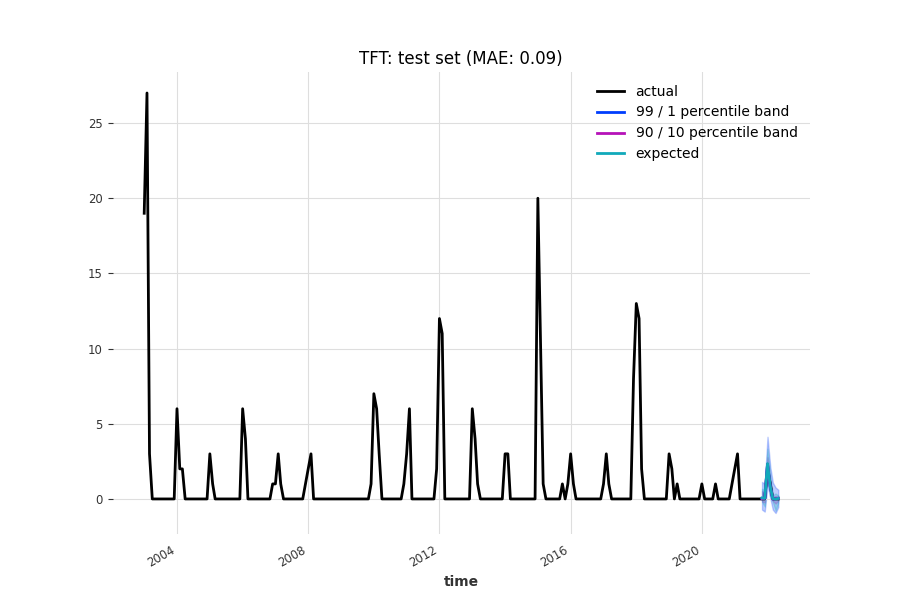 TFT: test set (MAE: 0.09)
actual
99 / 1 percentile band
90 / 10 percentile band
expected
25
20
15
10
5
0
2004
2008
2012
2016
2020
time